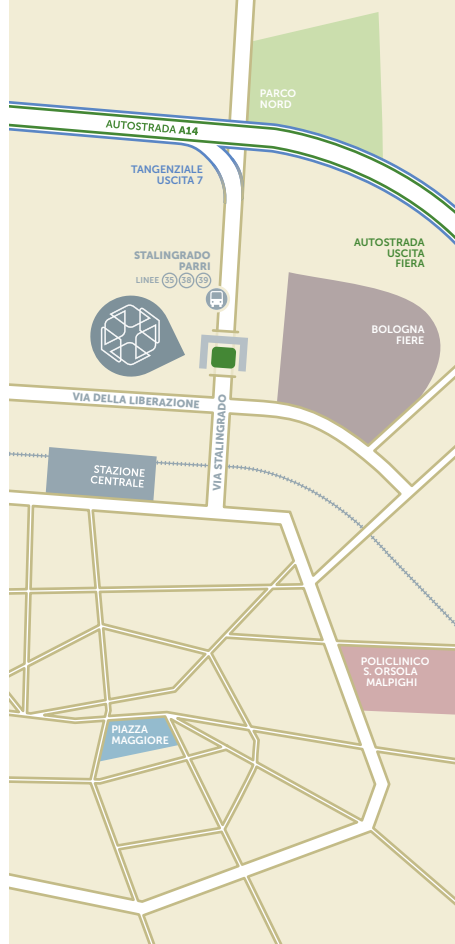 PARCO
NORD
AUTOSTRADA A14
TANGENZIALE
USCITA 7
AUTOSTRADA
USCITA
FIERA
STALINGRADO
PARRI
LINEE 35 38 39
BOLOGNA
FIERE
VIA DELLA LIBERAZIONE
VIA STALINGRADO
STAZIONE
CENTRALE
POLICLINICO
S. ORSOLA
MALPIGHI
PIAZZA
MAGGIORE